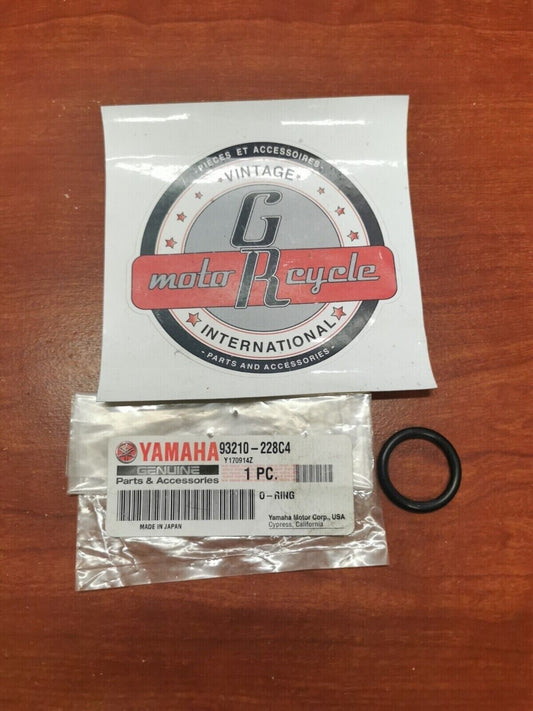 - PIÈCES ET ACCESSOIRES -
VINTAGE
G
moto R cycle
INTERNATIONAL
- PARTS AND ACCESSORIES -
YAMAHA 93210-228C4
GENUINE Y170914Z
Parts & Accessories 1 PC.
O-RING
MADE IN JAPAN
Yamaha Motor Corp., USA
Cypress, California